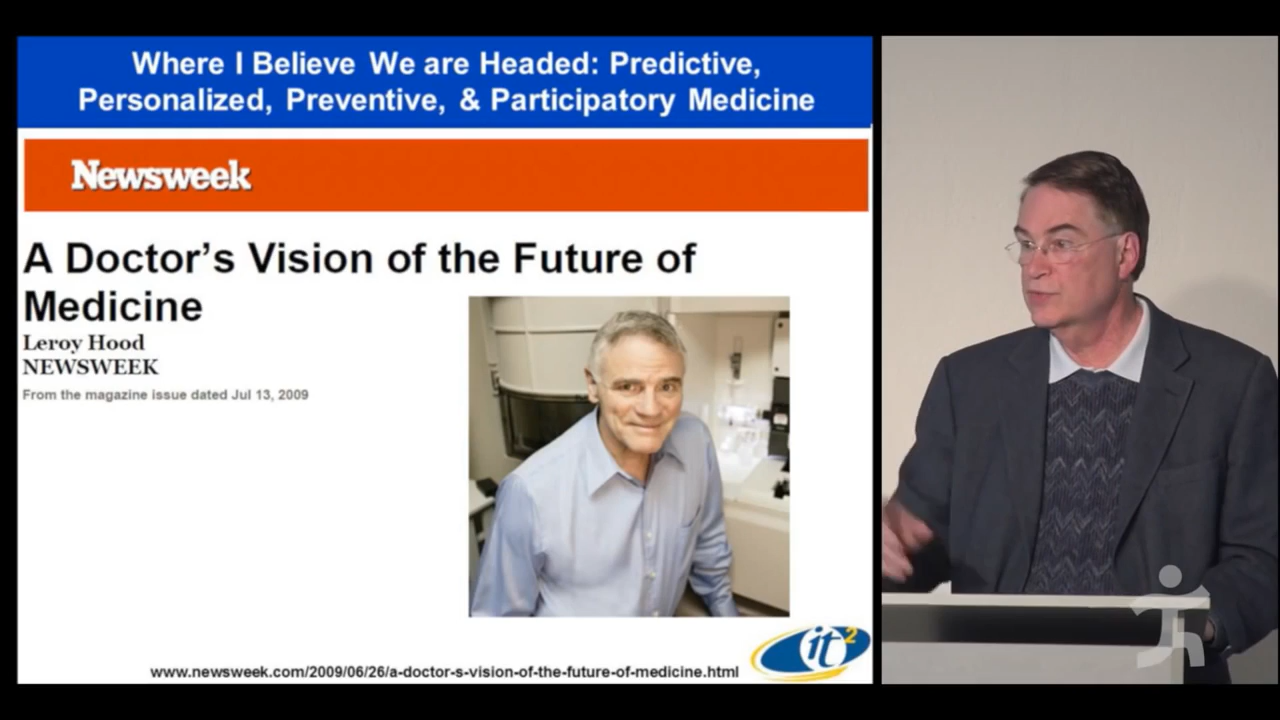 Where I Believe We are Headed: Predictive,
Personalized, Preventive, & Participatory Medicine
Newsweek
A Doctor's Vision of the Future of
Medicine
Leroy Hood
NEWSWEEK
From the magazine issue dated Jul 13, 2009
it2
www.newsweek.com/2009/06/26/a-doctor-s-vision-of-the-future-of-medicine.html